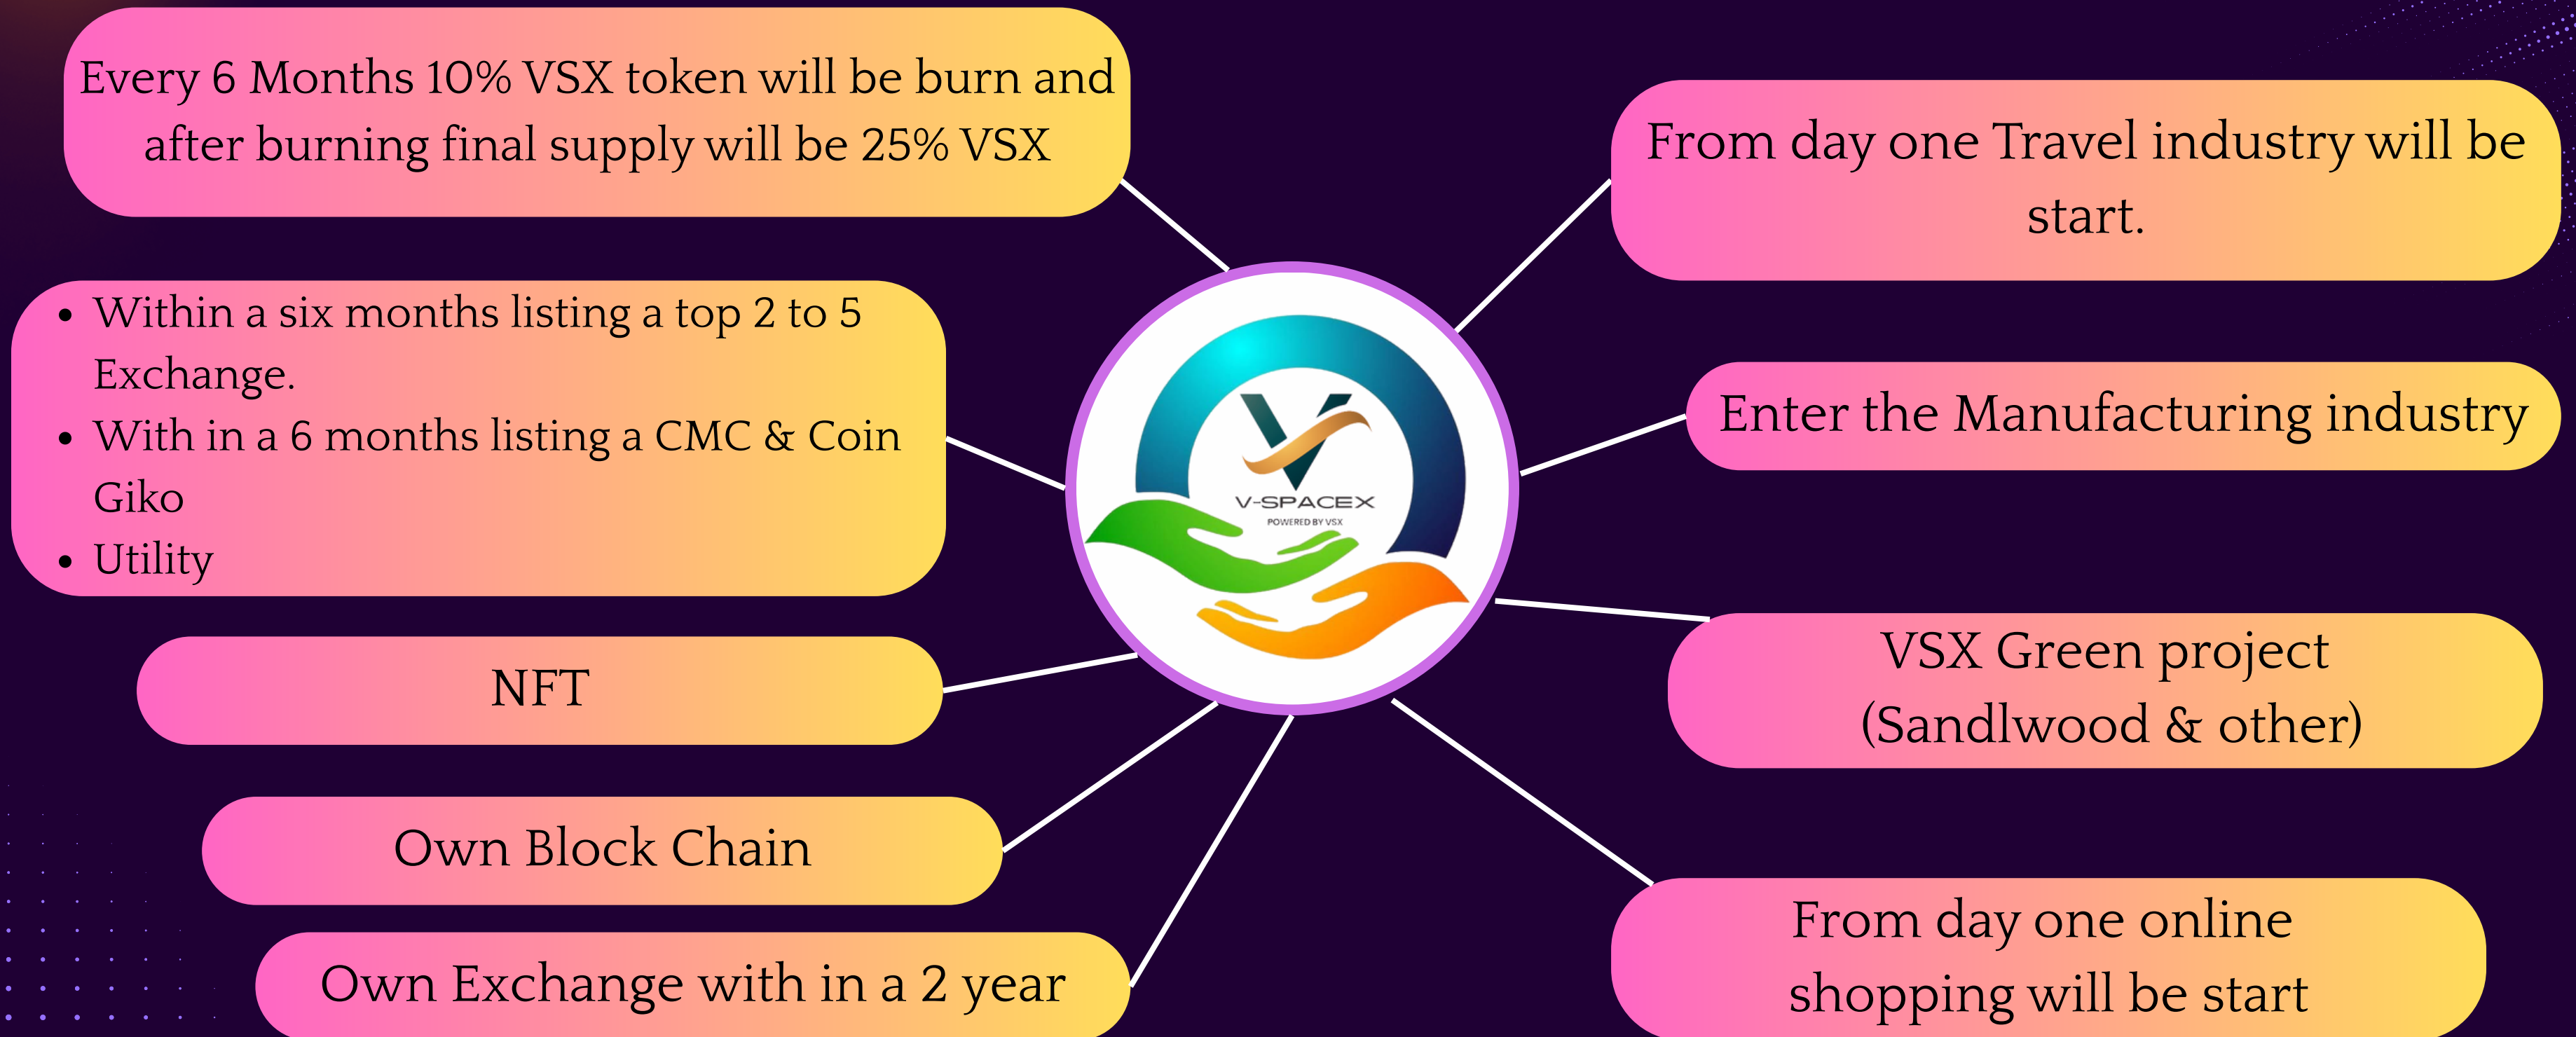 Every 6 Months 10% VSX token will be burn and
after burning final supply will be 25% VSX
• Within a six months listing a top 2 to 5
Exchange.
• With in a 6 months listing a CMC & Coin
Giko
• Utility
NFT
Own Block Chain
Own Exchange with in a 2 year
V-SPACEX
POWERED BY VSX
From day one Travel industry will be
start.
Enter the Manufacturing industry
VSX Green project
(Sandlwood & other)
From day one online
shopping will be start